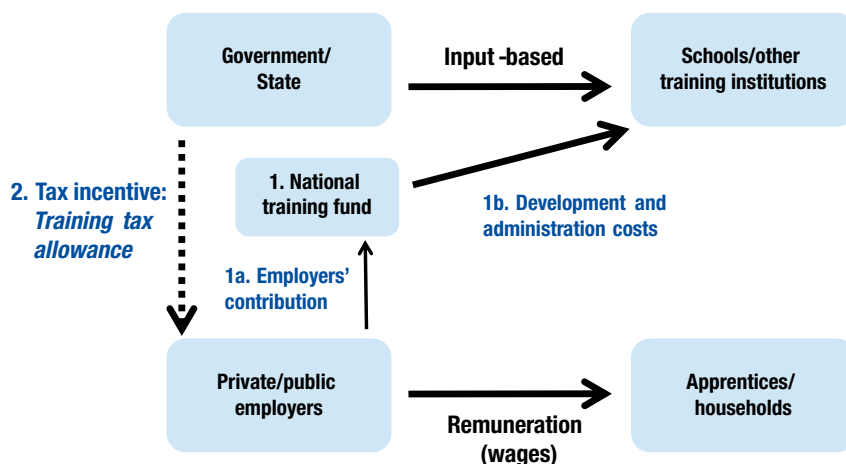 Government/
State
Input -based
Schools/other
training institutions
2. Tax incentive:
Training tax
allowance
1. National
training fund
1b. Development and
administration costs
1a. Employers’
contribution
Private/public
employers
Remuneration
(wages)
Apprentices/
households